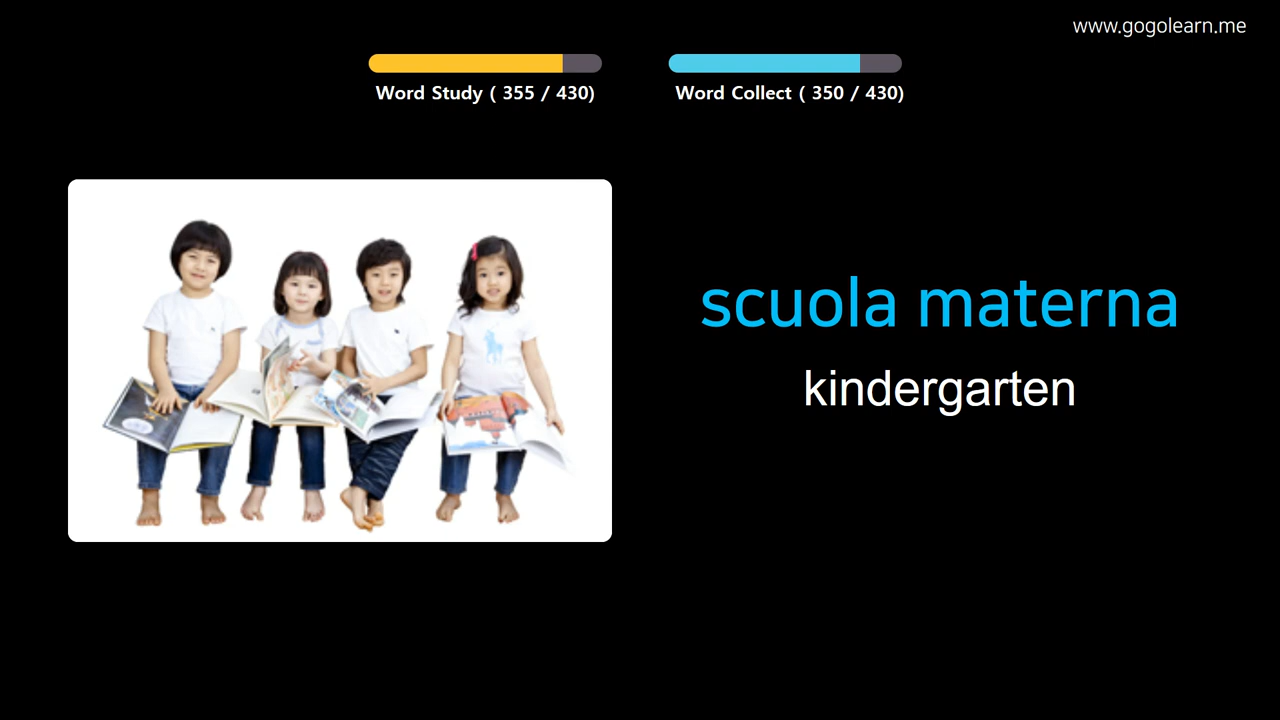 www.gogolearn.me
Word Study ( 355 / 430)
Word Collect ( 350 / 430)
scuola materna
kindergarten